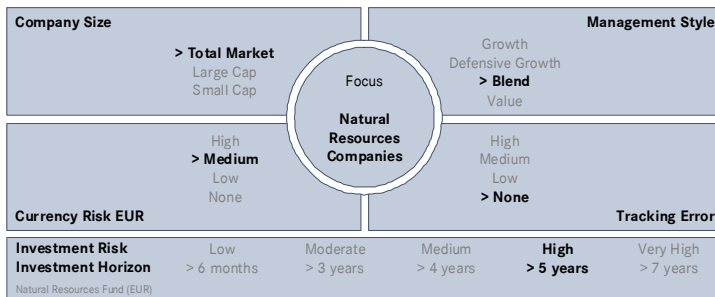 Company Size
> Total Market
Large Cap
Small Cap
Management Style
Growth
Defensive Growth
> Blend
Value
Focus
Natural
Resources
Companies
High
> Medium
Low
None
Currency Risk EUR
High
Medium
Low
> None
Tracking Error
Investment Risk Low Moderate Medium High Very High
Investment Horizon > 6 months > 3 years > 4 years > 5 years > 7 years
Natural Resources Fund (EUR)